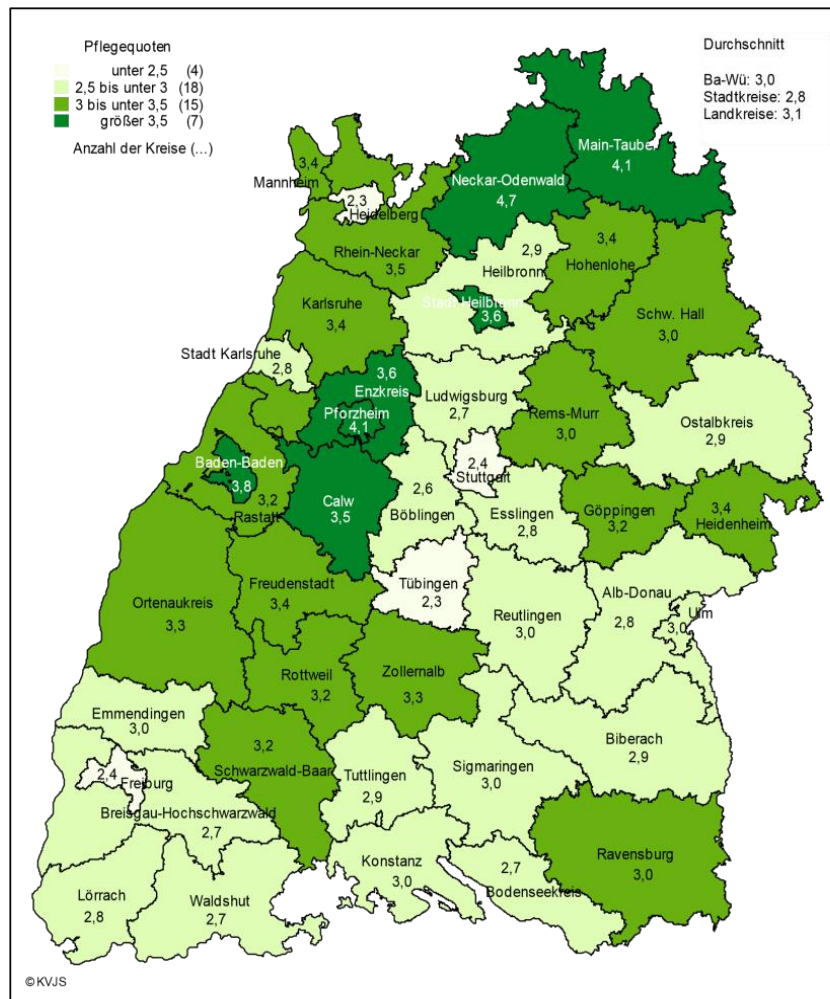 Pflegequoten
unter 2,5 (4)
2,5 bis unter 3 (18)
3 bis unter 3,5 (15)
größer 3,5 (7)
Anzahl der Kreise (...)
Durchschnitt
Ba-Wü: 3,0
Stadtkreise: 2,8
Landkreise: 3,1
Main-Tauber
4,1
Neckar-Odenwald
4,7
3,4
Mannheim
2,3
Heidelberg
Rhein-Neckar
3,5
2,9
Heilbronn
3,4
Hohenlohe
Stadt Heilbronn
3,6
Karlsruhe
3,4
Schw. Hall
3,0
Stadt Karlsruhe
2,8
3,6
Enzkreis
Pforzheim
4,1
Ludwigsburg
2,7
Rems-Murr
3,0
Ostalbkreis
2,9
Baden-Baden
3,8
3,2
Rastatt
Calw
3,5
2,6
Böblingen
2,4
Stuttgart
Esslingen
2,8
Göppingen
3,2
3,4
Heidenheim
Ortenaukreis
3,3
Freudenstadt
3,4
Tübingen
2,3
Reutlingen
3,0
Alb-Donau
2,8
Ulm
3,0
Rottweil
3,2
Zollernalb
3,3
Emmendingen
3,0
3,2
Schwarzwald-Baar
Tuttlingen
2,9
Sigmaringen
3,0
Biberach
2,9
2,4
Freiburg
Breisgau-Hochschwarzwald
2,7
Konstanz
3,0
2,7
Bodenseekreis
Ravensburg
3,0
Lörrach
2,8
Waldshut
2,7
©KVJS